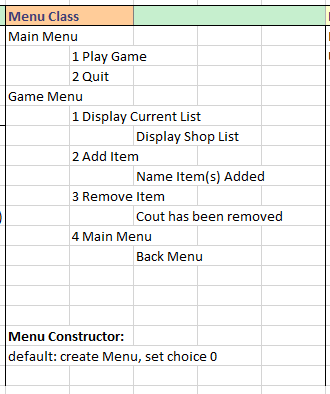 Menu Class
Main Menu
1 Play Game
2 Quit
Game Menu
1 Display Current List
Display Shop List
2 Add Item
Name Item(s) Added
3 Remove Item
Cout has been removed
4 Main Menu
Back Menu
Menu Constructor:
default: create Menu, set choice 0